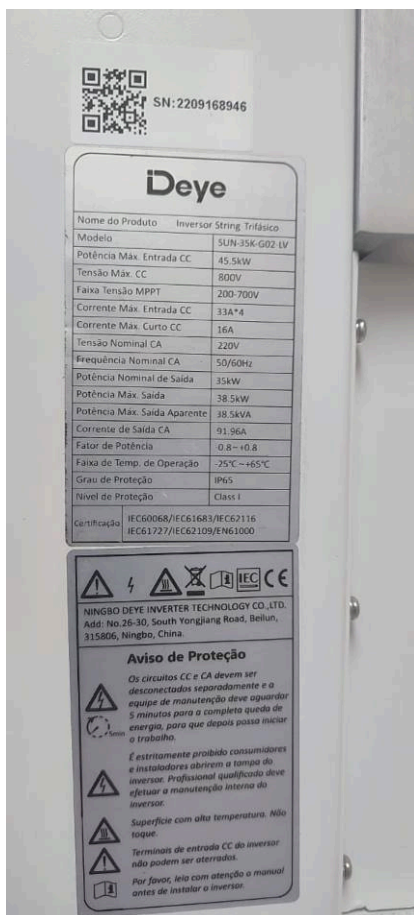 SN:2209168946
Deye
Nome do Produto Inversor String Trifásico
Modelo SUN-35K-G02-LV
Potência Máx. Entrada CC 45.5kW
Tensão Máx. CC 800V
Faixa Tensão MPPT 200-700V
Corrente Máx. Entrada CC 33A*4
Corrente Máx. Curto CC 16A
Tensão Nominal CA 220V
Frequência Nominal CA 50/60Hz
Potência Nominal de Saída 35kW
Potência Máx. Saída 38.5kW
Potência Máx. Saída Aparente 38.5kVA
Corrente de Saída CA 91.96A
Fator de Potência -0.8~+0.8
Faixa de Temp. de Operação -25℃~+65℃
Grau de Proteção IP65
Nível de Proteção Class I
Certificação IEC60068/IEC61683/IEC62116
IEC61727/IEC62109/EN61000
IEC CE
NINGBO DEYE INVERTER TECHNOLOGY CO.,LTD.
Add: No.26-30, South Yongjiang Road, Beilun,
315806, Ningbo, China.
Aviso de Proteção
Os circuitos CC e CA devem ser
desconectados separadamente e a
equipe de manutenção deve aguardar
5 minutos para a completa queda de
energia, para que depois possa iniciar
o trabalho.
5min
É estritamente proibido consumidores
e instaladores abrirem a tampa do
inversor. Profissional qualificado deve
efetuar a manutenção interna do
inversor.
Superfície com alta temperatura. Não
toque.
Terminais de entrada CC do inversor
não podem ser aterrados.
Por favor, leia com atenção o manual
antes de instalar o inversor.